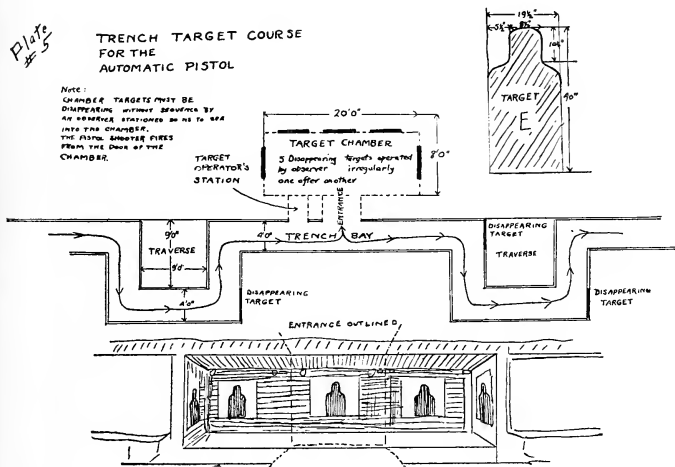 Plate
# 5
TRENCH TARGET COURSE
FOR THE
AUTOMATIC PISTOL
Note:
CHAMBER TARGETS MUST BE
DISAPPEARING WITHOUT SEQUENCE BY
AN OBSERVER STATIONED SO AS TO SEE
INTO THE CHAMBER.
THE PISTOL SHOOTER FIRES
FROM THE DOOR OF THE
CHAMBER.
19½"
5½"
8½"
10½"
40"
TARGET
E
20'0"
8'0"
TARGET CHAMBER
5 Disappearing targets operated
by observer irregularly
one after another
TARGET
OPERATOR'S
STATION
ENTRANCE
9'0"
TRAVERSE
9'0"
4'0"
TRENCH BAY
DISAPPEARING
TARGET
TRAVERSE
4'0"
DISAPPEARING
TARGET
DISAPPEARING
TARGET
ENTRANCE OUTLINED